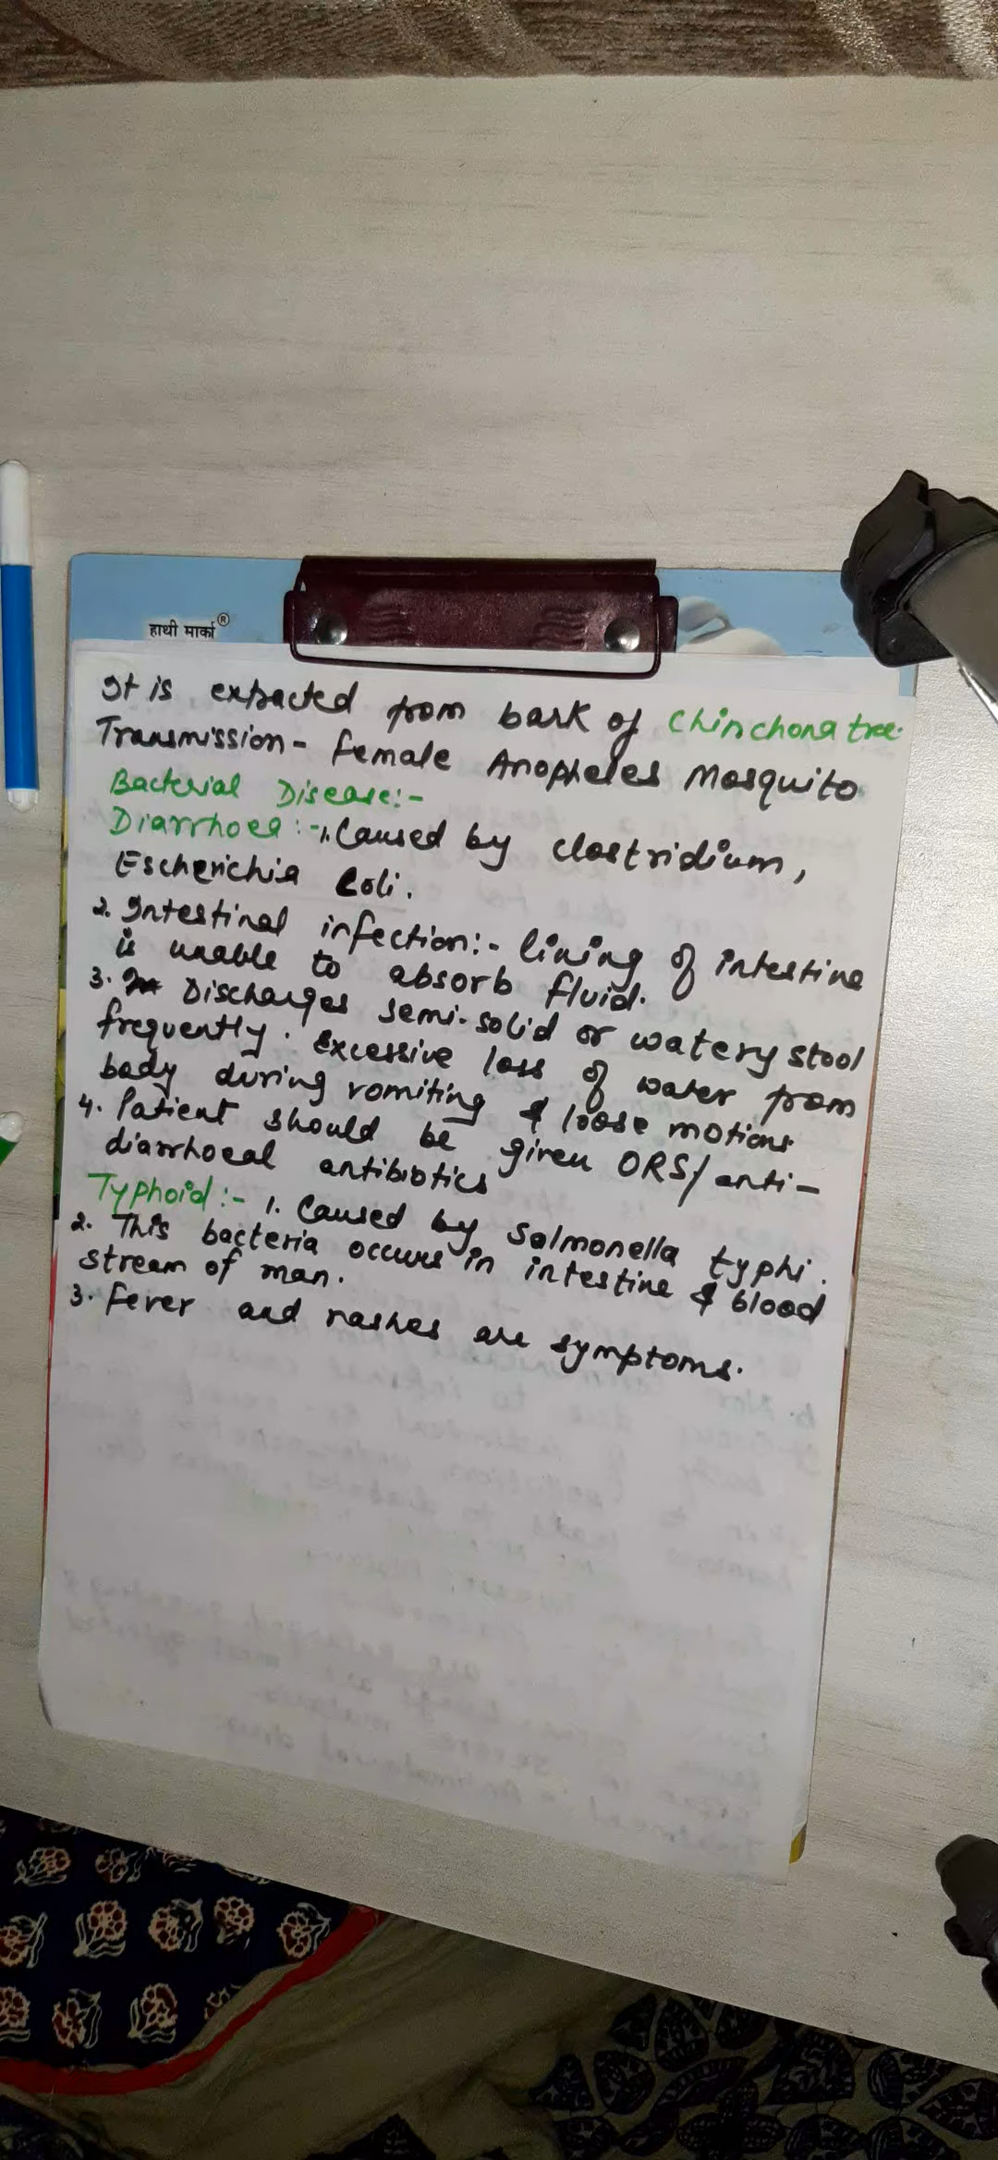 हाथी मार्का®
It is extracted from bark of Chinchona tree.
Transmission - Female Anopheles Mosquito
Bacterial Disease:-
Diarrhoea :- 1. Caused by clostridium,
Escherichia Coli.
2. Intestinal infection:- lining of intestine
is unable to absorb fluid.
3. Discharges semi-solid or watery stool
frequently. Excessive loss of water from
body during vomiting & loose motions
4. Patient should be given ORS/anti-
diarrhoeal antibiotics
Typhoid :- 1. Caused by Salmonella typhi.
2. This bacteria occurs in intestine & blood
stream of man.
3. Fever and rashes are symptoms.